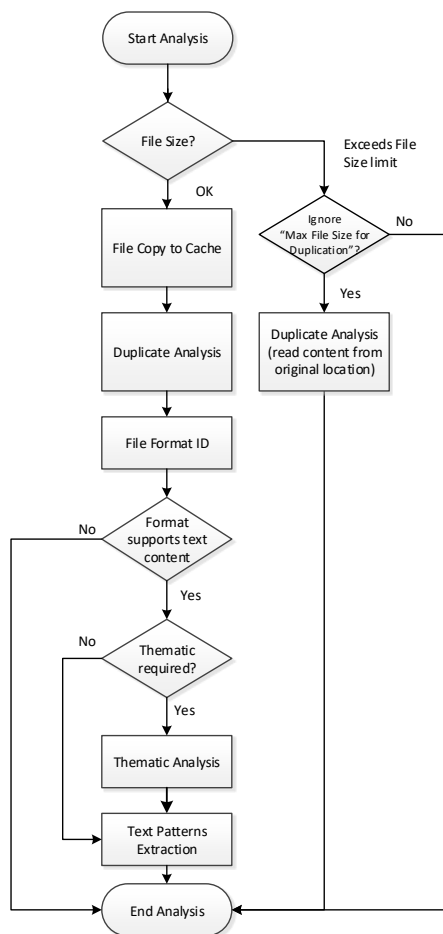 Start Analysis
File Size?
Exceeds File
Size limit
OK
Ignore
“Max File Size for
Duplication”?
No
File Copy to Cache
Yes
Duplicate Analysis
Duplicate Analysis
(read content from
original location)
File Format ID
No
Format
supports text
content
Yes
No
Thematic
required?
Yes
Thematic Analysis
Text Patterns
Extraction
End Analysis